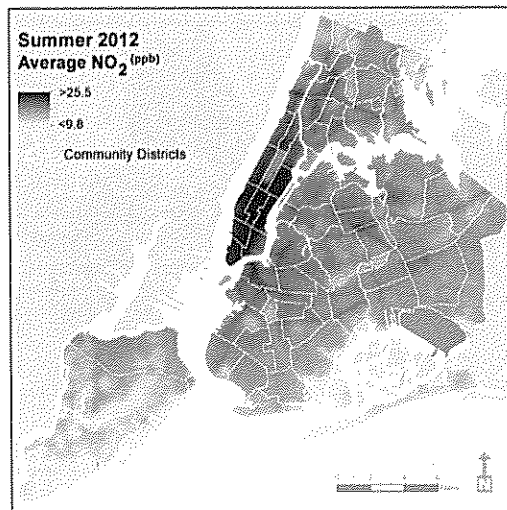 Summer 2012
Average NO2 (ppb)
>25.5
<9.8
Community Districts